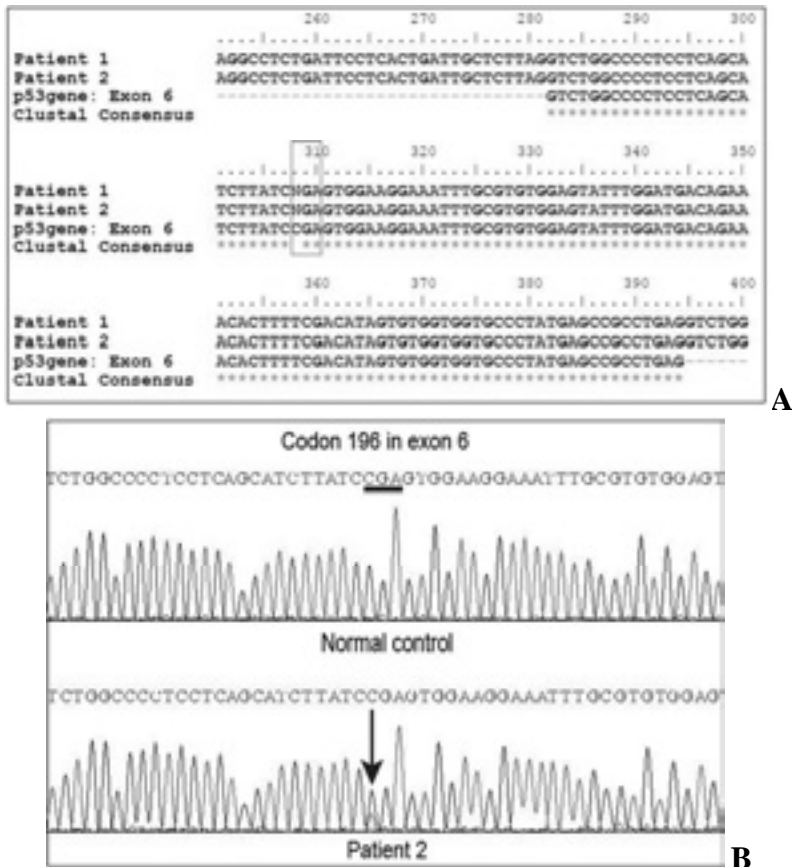 260 270 280 290 300
Patient 1 AGGCCTCTGATTCCTCACTGATTGCTCTTAGGTCTGGCCCCTCCTCAGCA
Patient 2 AGGCCTCTGATTCCTCACTGATTGCTCTTAGGTCTGGCCCCTCCTCAGCA
p53gene: Exon 6 -------------------------------GTCTGGCCCCTCCTCAGCA
Clustal Consensus *******************
310 320 330 340 350
Patient 1 TCTTATCNGAGTGGAAGGAAATTTGCGTGTGGAGTATTTGGATGACAGAA
Patient 2 TCTTATCNGAGTGGAAGGAAATTTGCGTGTGGAGTATTTGGATGACAGAA
p53gene: Exon 6 TCTTATCCGAGTGGAAGGAAATTTGCGTGTGGAGTATTTGGATGACAGAA
Clustal Consensus ******* ******************************************
360 370 380 390 400
Patient 1 ACACTTTTCGACATAGTGTGGTGGTGCCCTATGAGCCGCCTGAGGTCTGG
Patient 2 ACACTTTTCGACATAGTGTGGTGGTGCCCTATGAGCCGCCTGAGGTCTGG
p53gene: Exon 6 ACACTTTTCGACATAGTGTGGTGGTGCCCTATGAGCCGCCTGAG------
Clustal Consensus ********************************************
A
Codon 196 in exon 6
TCTGGCCCCTCCTCAGCATCTTATCCGAGTGGAAGGAAATTTGCGTGTGGAGT
Normal control
TCTGGCCCCTCCTCAGCATCTTATCCGAGTGGAAGGAAATTTGCGTGTGGAGT
Patient 2
B